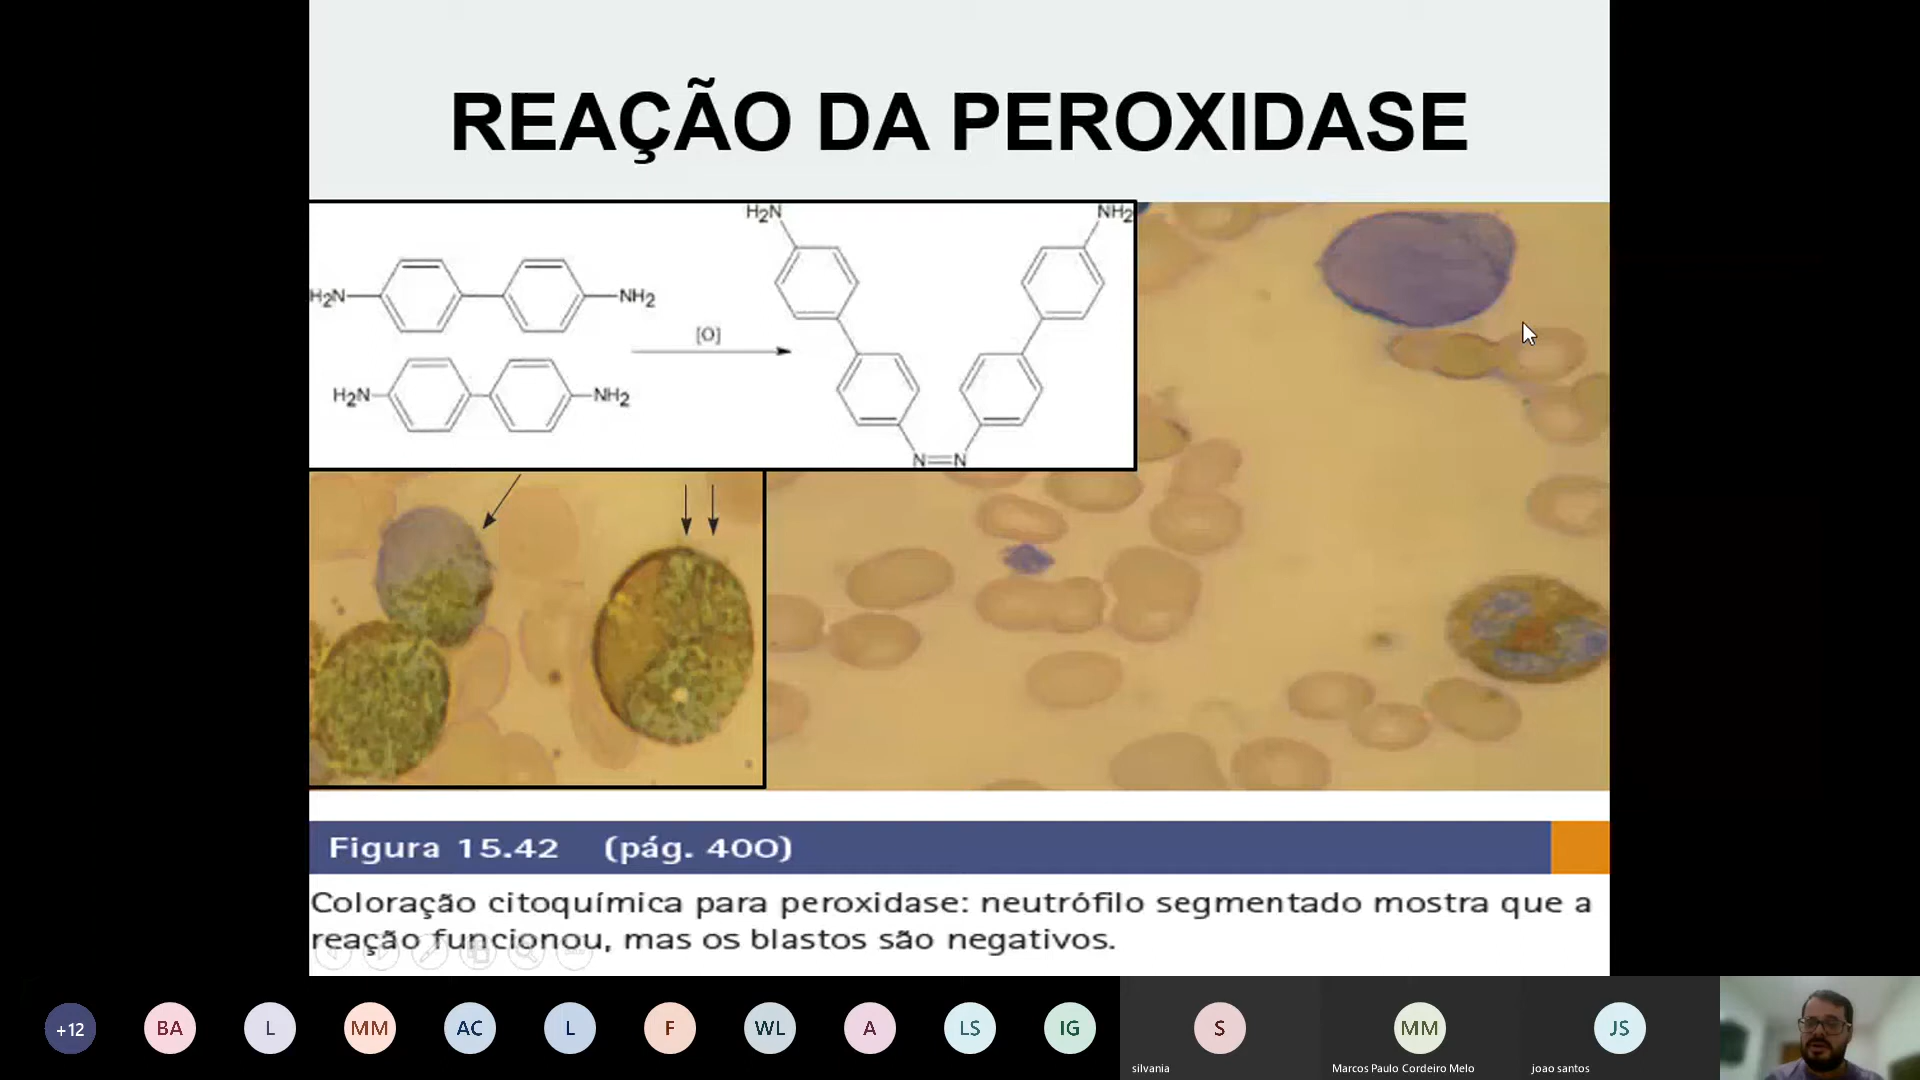 REAÇÃO DA PEROXIDASE
H2N
NH2
H2N
NH2
[O]
H2N
NH2
N
N
Figura 15.42 (pág. 400)
Coloração citoquímica para peroxidase: neutrófilo segmentado mostra que a
reação funcionou, mas os blastos são negativos.
+12
BA
L
MM
AC
L
F
WL
A
LS
IG
S
MM
JS
silvania
Marcos Paulo Cordeiro Melo
joao santos